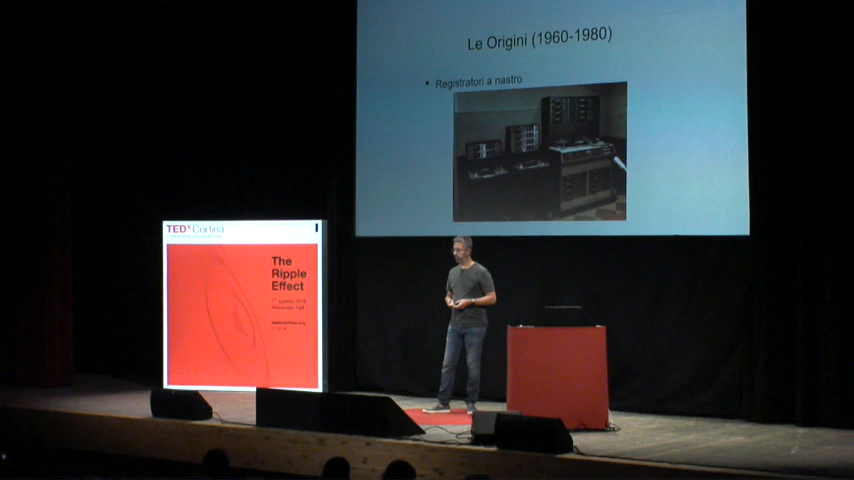 Le Origini (1960-1980)
• Registratori a nastro
TEDx Cortina
The
Ripple
Effect